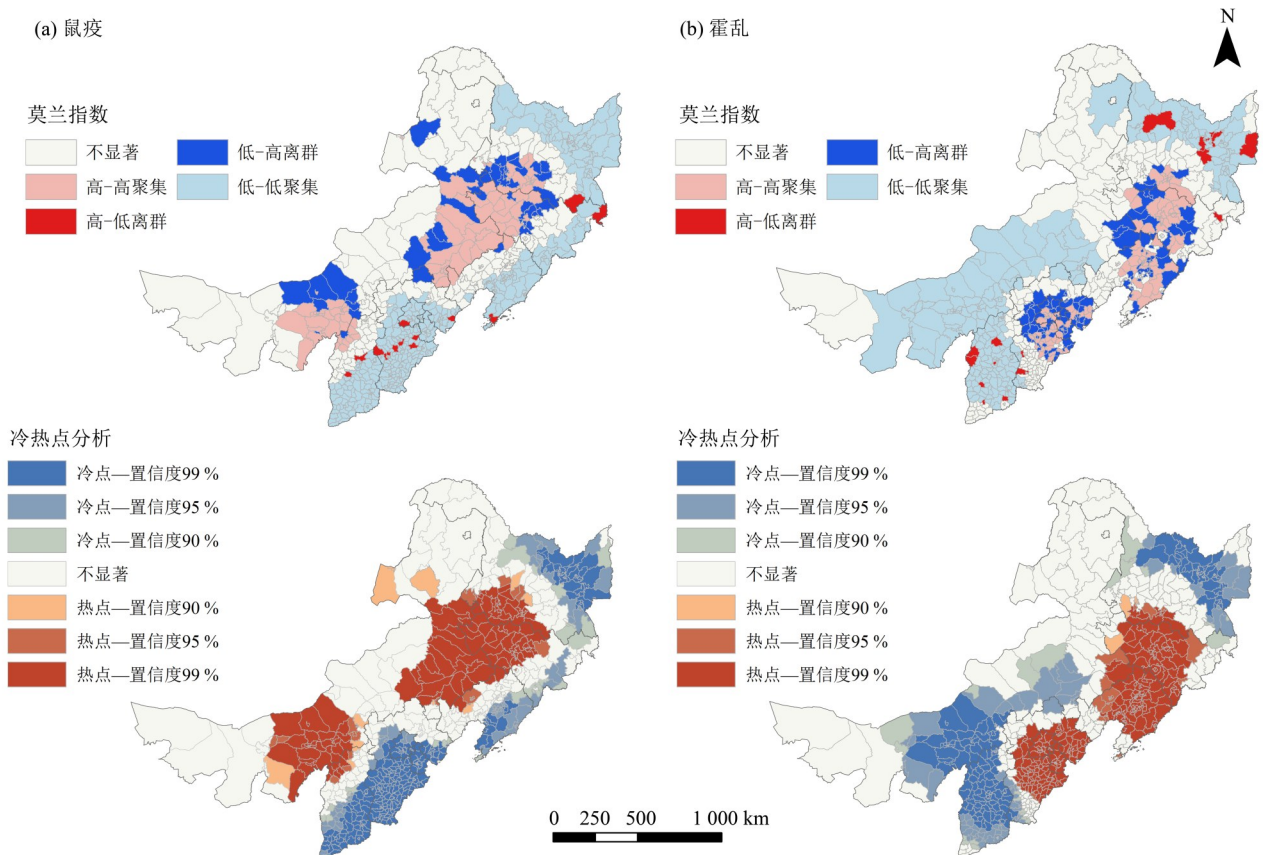 (a) 鼠疫
莫兰指数
不显著
低-高离群
高-高聚集
低-低聚集
高-低离群
(b) 霍乱
N
莫兰指数
不显著
低-高离群
高-高聚集
低-低聚集
高-低离群
冷热点分析
冷点—置信度99 %
冷点—置信度95 %
冷点—置信度90 %
不显著
热点—置信度90 %
热点—置信度95 %
热点—置信度99 %
冷热点分析
冷点—置信度99 %
冷点—置信度95 %
冷点—置信度90 %
不显著
热点—置信度90 %
热点—置信度95 %
热点—置信度99 %
0 250 500 1 000 km